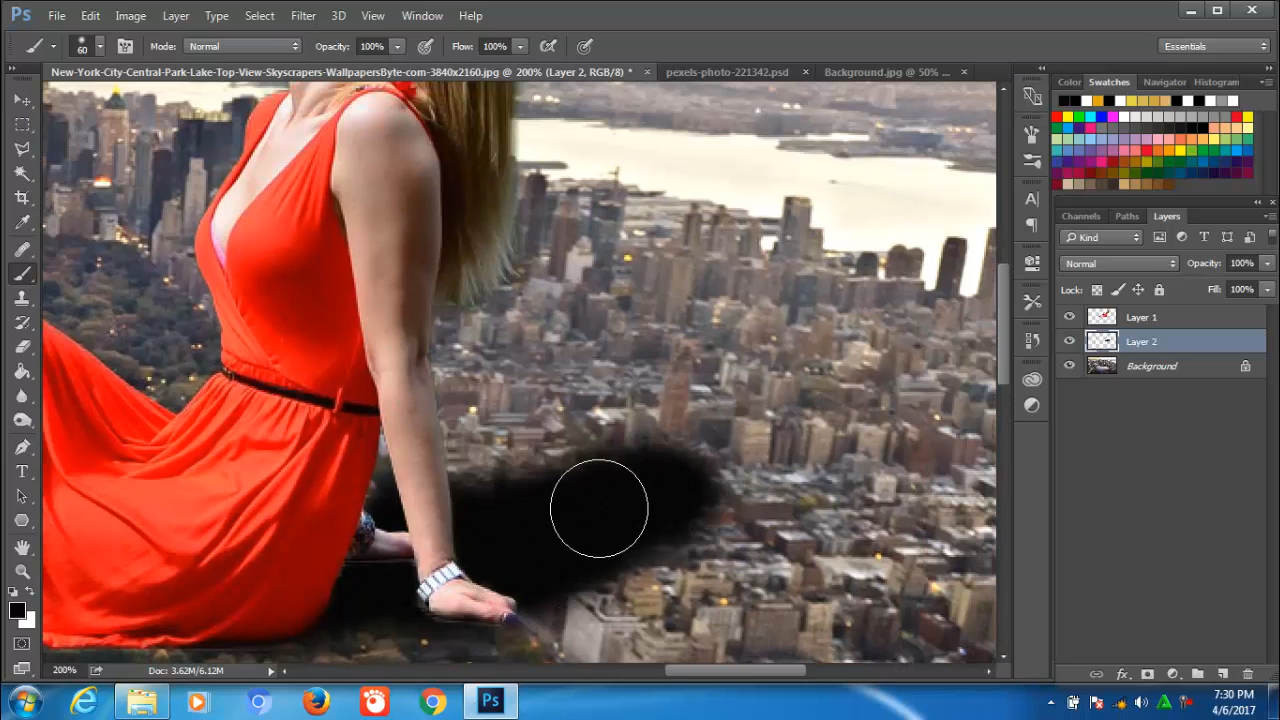 Ps File Edit Image Layer Type Select Filter 3D View Window Help
60 Mode: Normal Opacity: 100% Flow: 100% Essentials
New-York-City-Central-Park-Lake-Top-View-Skyscrapers-WallpapersByte-com-3840x2160.jpg @ 200% (Layer 2, RGB/8) * × pexels-photo-221342.psd × Background.jpg @ 50% ... ×
Color Swatches Navigator Histogram
Channels Paths Layers
Kind
Normal Opacity: 100%
Lock: Fill: 100%
Layer 1
Layer 2
Background
200% Doc: 3.62M/6.12M
7:30 PM
4/6/2017